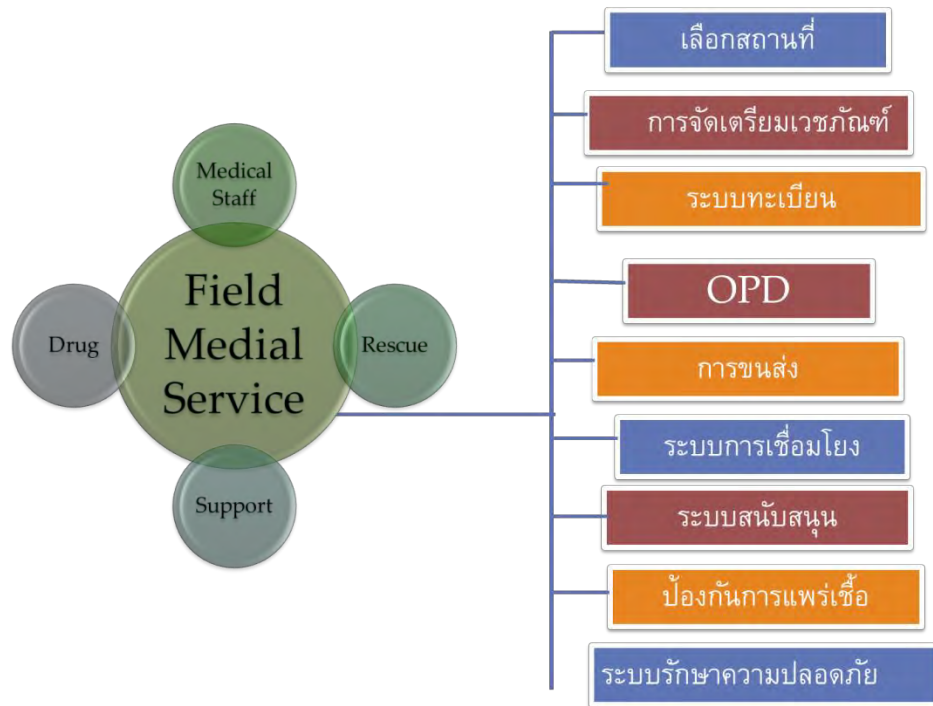 Medical
Staff
Drug
Field
Medial
Service
Rescue
Support
เลือกสถานที่
การจัดเตรียมเวชภัณฑ์
ระบบทะเบียน
OPD
การขนส่ง
ระบบการเชื่อมโยง
ระบบสนับสนุน
ป้องกันการแพร่เชื้อ
ระบบรักษาความปลอดภัย